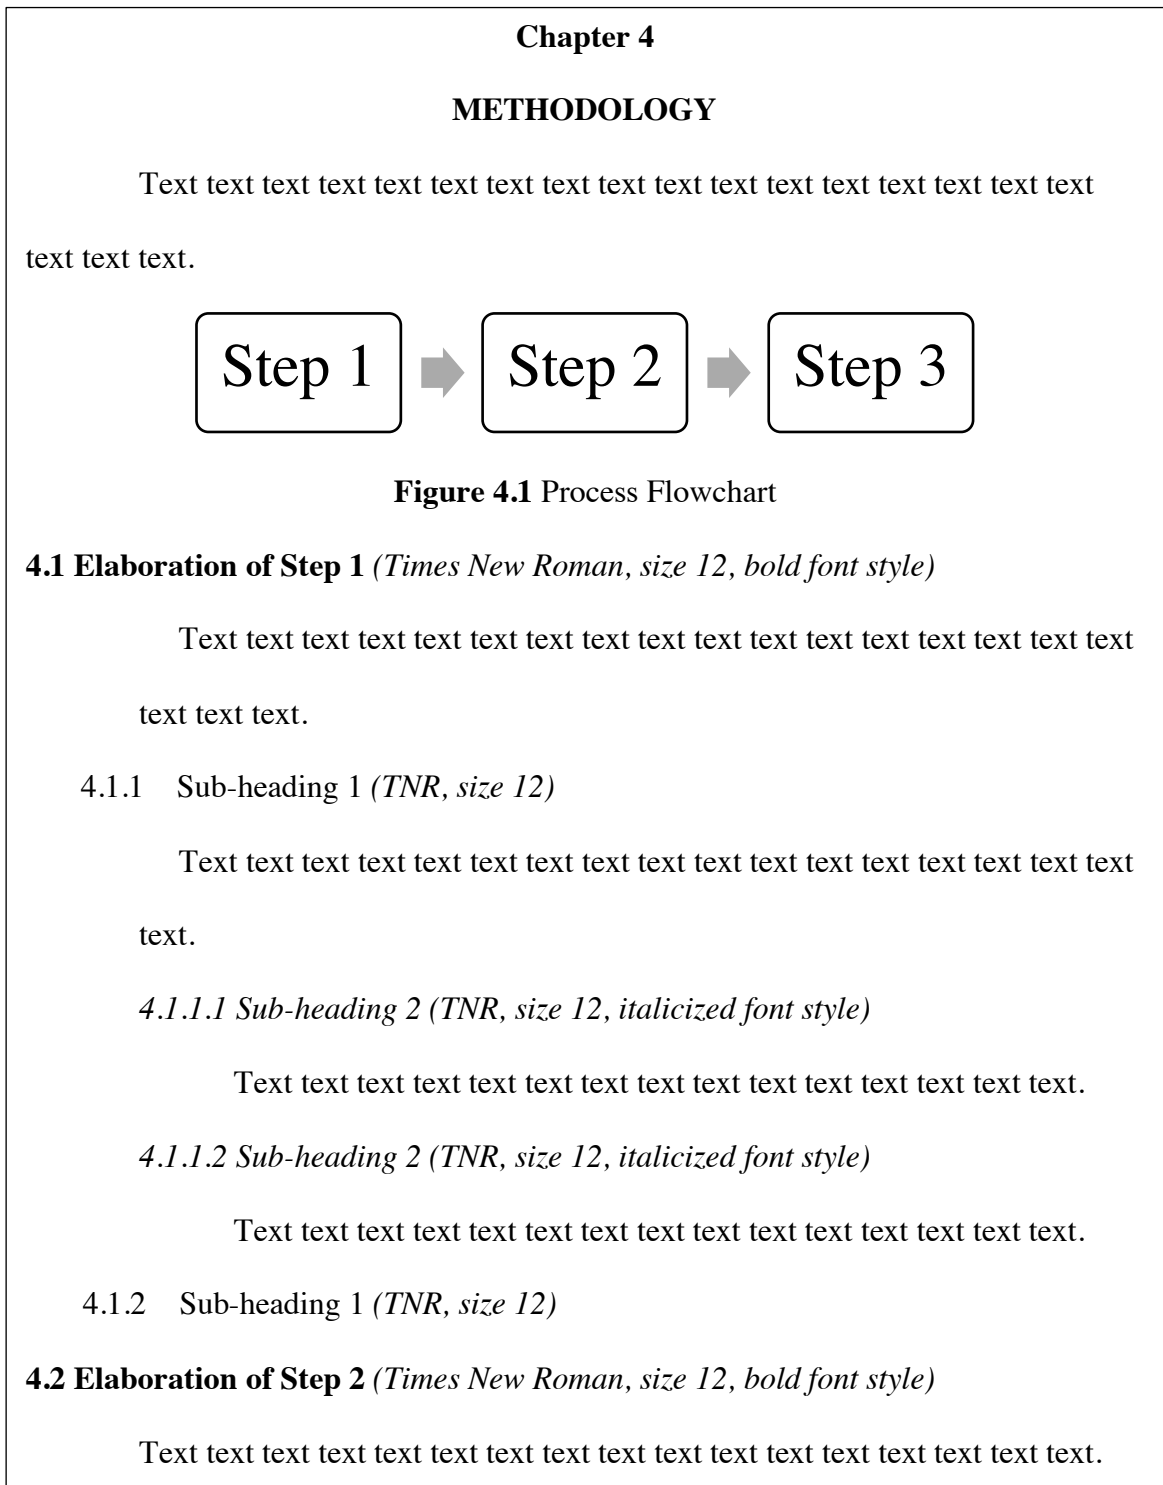 Chapter 4
METHODOLOGY
Text text text text text text text text text text text text text text text text text
text text text.
Step 1
Step 2
Step 3
Figure 4.1 Process Flowchart
4.1 Elaboration of Step 1 (Times New Roman, size 12, bold font style)
Text text text text text text text text text text text text text text text text text
text text text.
4.1.1 Sub-heading 1 (TNR, size 12)
Text text text text text text text text text text text text text text text text text
text.
4.1.1.1 Sub-heading 2 (TNR, size 12, italicized font style)
Text text text text text text text text text text text text text text text.
4.1.1.2 Sub-heading 2 (TNR, size 12, italicized font style)
Text text text text text text text text text text text text text text text.
4.1.2 Sub-heading 1 (TNR, size 12)
4.2 Elaboration of Step 2 (Times New Roman, size 12, bold font style)
Text text text text text text text text text text text text text text text text text.